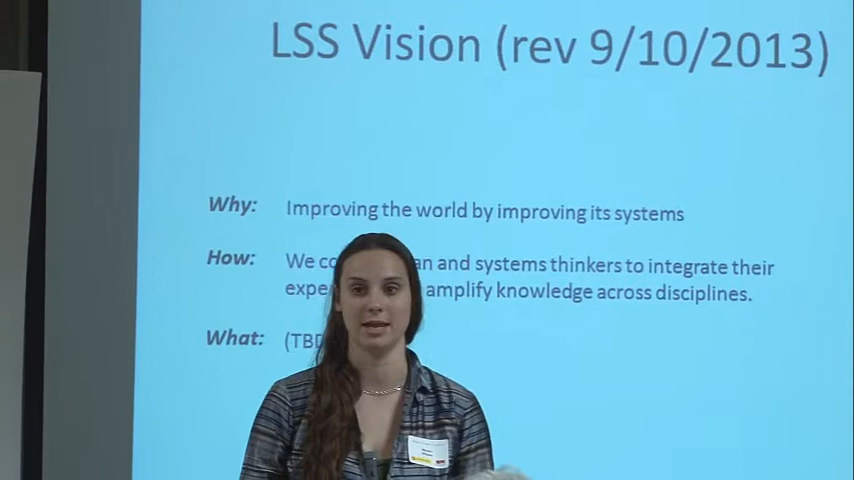 LSS Vision (rev 9/10/2013)
Why: Improving the world by improving its systems
How: We an and systems thinkers to integrate their
amplify knowledge across disciplines.
What: (TBD